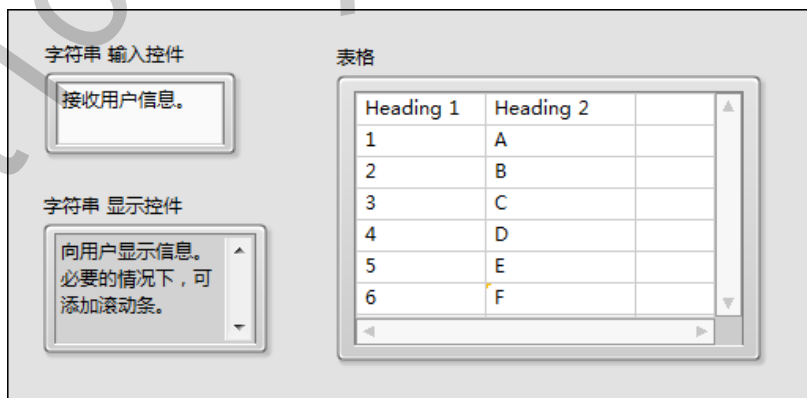 字符串 输入控件
接收用户信息。
字符串 显示控件
向用户显示信息。
必要的情况下，可
添加滚动条。
表格
Heading 1 Heading 2
1 A
2 B
3 C
4 D
5 E
6 F